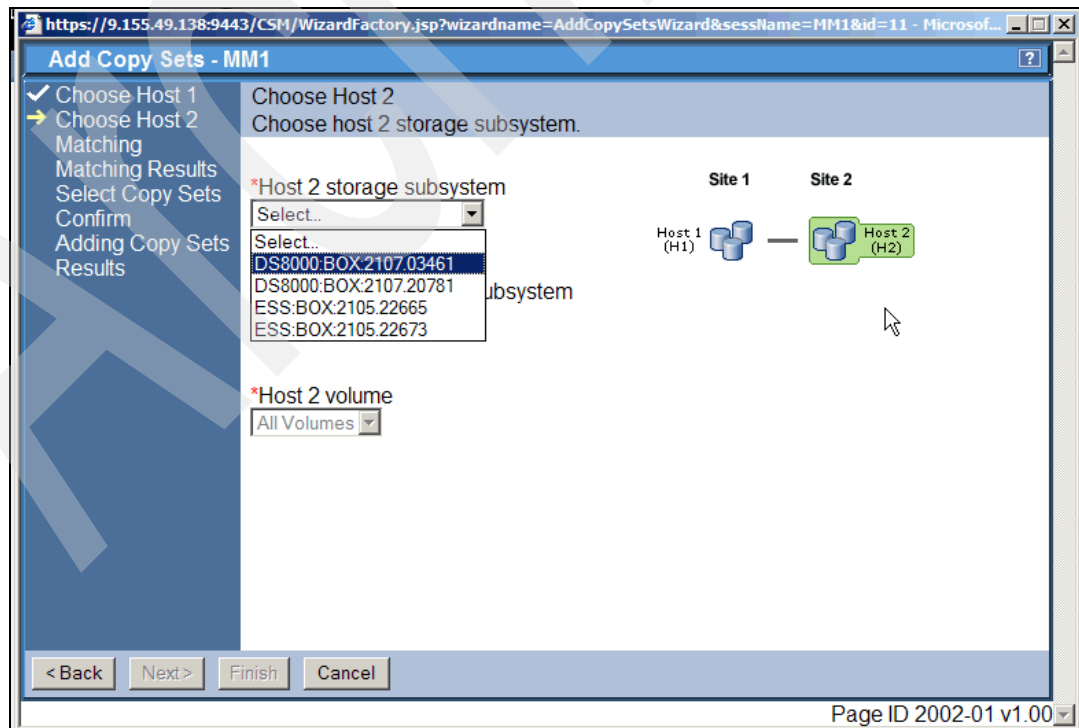 https://9.155.49.138:9443/CSM/WizardFactory.jsp?wizardname=AddCopySetsWizard&sessName=MM1&id=11 - Microsof...
Add Copy Sets - MM1
?
Choose Host 1
Choose Host 2
Matching
Matching Results
Select Copy Sets
Confirm
Adding Copy Sets
Results
Choose Host 2
Choose host 2 storage subsystem.
*Host 2 storage subsystem
Select...
Select...
DS8000:BOX:2107.03461
DS8000:BOX:2107.20781
ESS:BOX:2105.22665
ESS:BOX:2105.22673
ubsystem
*Host 2 volume
All Volumes
Site 1 Site 2
Host 1
(H1)
Host 2
(H2)
< Back Next > Finish Cancel
Page ID 2002-01 v1.00